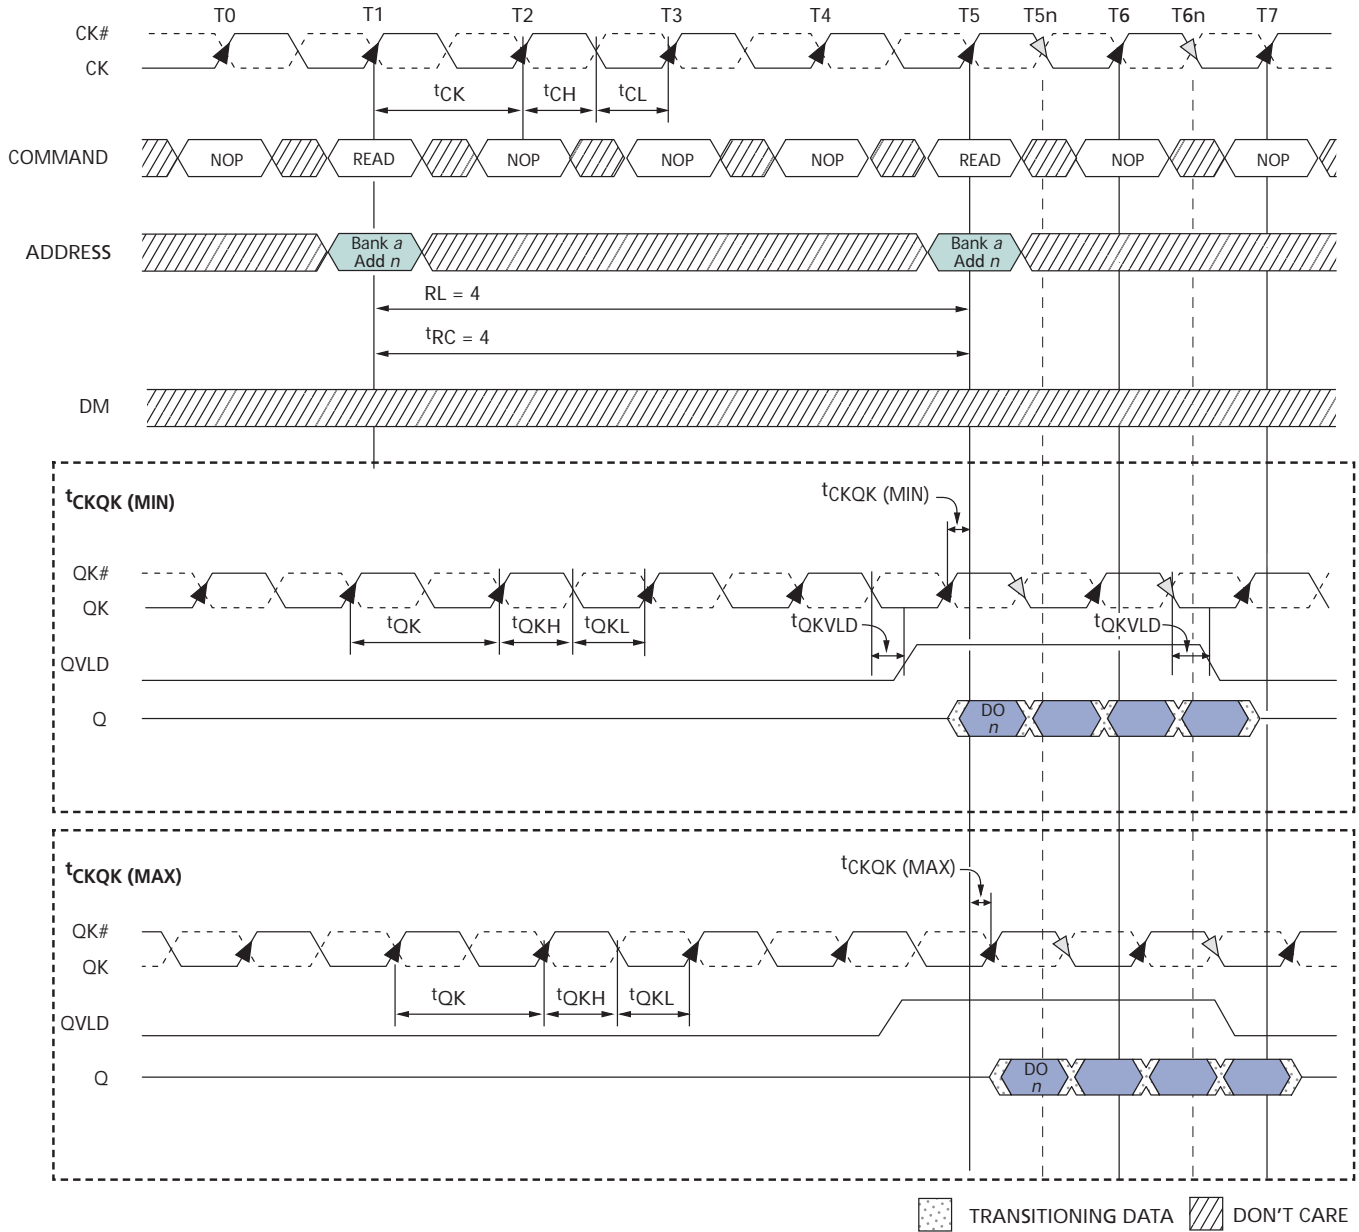 T0 T1 T2 T3 T4 T5 T5n T6 T6n T7
CK#
CK
tCK tCH tCL
COMMAND NOP READ NOP NOP NOP READ NOP NOP
ADDRESS Bank a Bank a
Add n Add n
RL = 4
tRC = 4
DM
tCKQK (MIN)
tCKQK (MIN)
QK#
QK
tQK tQKH tQKL tQKVLD tQKVLD
QVLD
Q DO
n
tCKQK (MAX)
tCKQK (MAX)
QK#
QK
tQK tQKH tQKL
QVLD
Q DO
n
TRANSITIONING DATA DON'T CARE